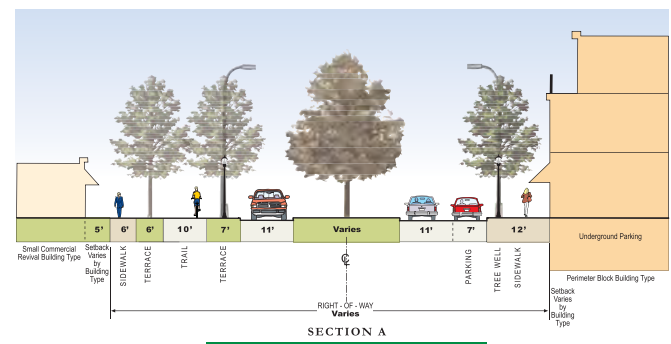 5' 6' 6' 10' 7' 11' Varies 11' 7' 12'
Underground Parking
Small Commercial
Revival Building Type
Setback
Varies
by
Building
Type
SIDEWALK
TERRACE
TRAIL
TERRACE
CL
PARKING
TREE WELL
SIDEWALK
Perimeter Block Building Type
Setback
Varies
by
Building
Type
RIGHT - OF - WAY
Varies
SECTION A